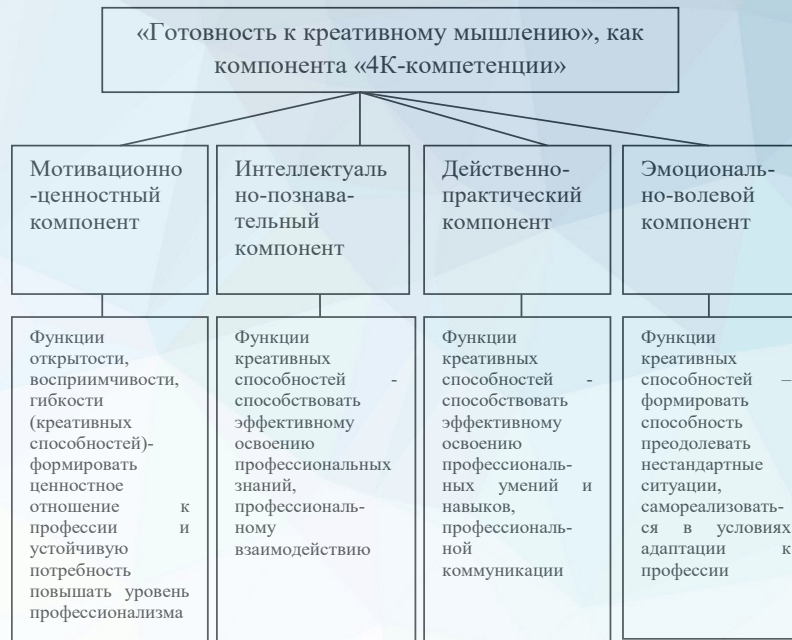 «Готовность к креативному мышлению», как
компонента «4К-компетенции»
Мотивационно
-ценностный
компонент
Интеллектуаль
но-познава-
тельный
компонент
Действенно-
практический
компонент
Эмоциональ-
но-волевой
компонент
Функции
открытости,
восприимчивости,
гибкости
(креативных
способностей)-
формировать
ценностное
отношение к
профессии и
устойчивую
потребность
повышать уровень
профессионализма
Функции
креативных
способностей -
способствовать
эффективному
освоению
профессиональных
знаний,
профессиональ-
ному
взаимодействию
Функции
креативных
способностей -
способствовать
эффективному
освоению
профессиональ-
ных умений и
навыков,
профессиональ-
ной
коммуникации
Функции
креативных
способностей –
формировать
способность
преодолевать
нестандартные
ситуации,
самореализовать-
ся в условиях
адаптации к
профессии